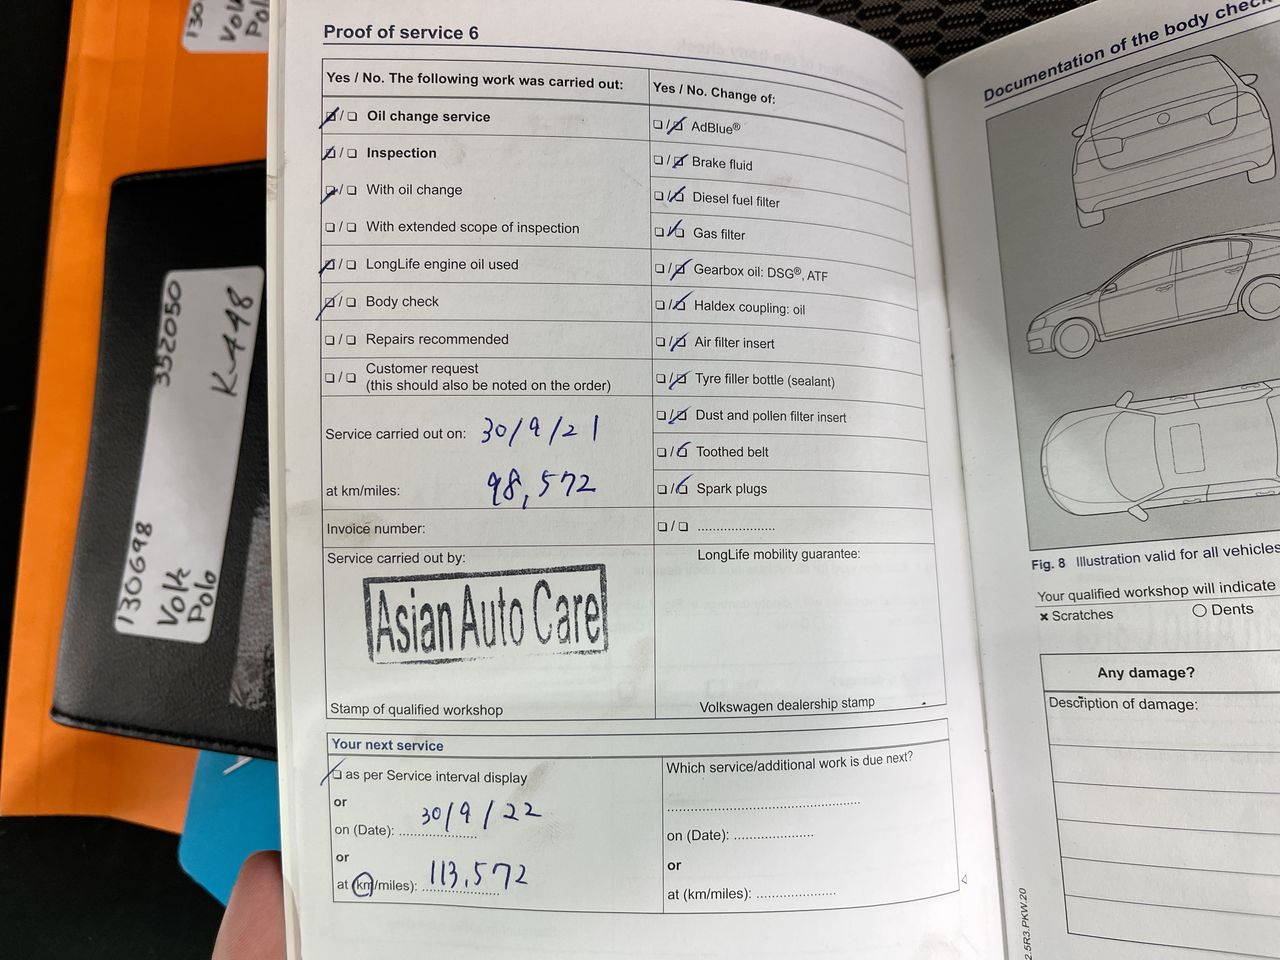 130
Volk
Polo
352050
K-448
130698
Volk
Polo
Proof of service 6
Yes / No. The following work was carried out:
❏ / ❏ Oil change service
❏ / ❏ Inspection
❏ / ❏ With oil change
❏ / ❏ With extended scope of inspection
❏ / ❏ LongLife engine oil used
❏ / ❏ Body check
❏ / ❏ Repairs recommended
❏ / ❏ Customer request
(this should also be noted on the order)
Service carried out on: 30/9/21
at km/miles: 98,572
Invoice number:
Service carried out by:
Asian Auto Care
Stamp of qualified workshop
Yes / No. Change of:
❏ / ❏ AdBlue®
❏ / ❏ Brake fluid
❏ / ❏ Diesel fuel filter
❏ / ❏ Gas filter
❏ / ❏ Gearbox oil: DSG®, ATF
❏ / ❏ Haldex coupling: oil
❏ / ❏ Air filter insert
❏ / ❏ Tyre filler bottle (sealant)
❏ / ❏ Dust and pollen filter insert
❏ / ❏ Toothed belt
❏ / ❏ Spark plugs
❏ / ❏ .....................
LongLife mobility guarantee:
Volkswagen dealership stamp
Your next service
❏ as per Service interval display
or
on (Date): 30/9/22
or
at (km/miles): 113,572
Which service/additional work is due next?
on (Date): .....................
or
at (km/miles): .....................
Documentation of the body check
Fig. 8 Illustration valid for all vehicles
Your qualified workshop will indicate
✖ Scratches ◯ Dents
Any damage?
Description of damage:
2.5R3.PKW.20